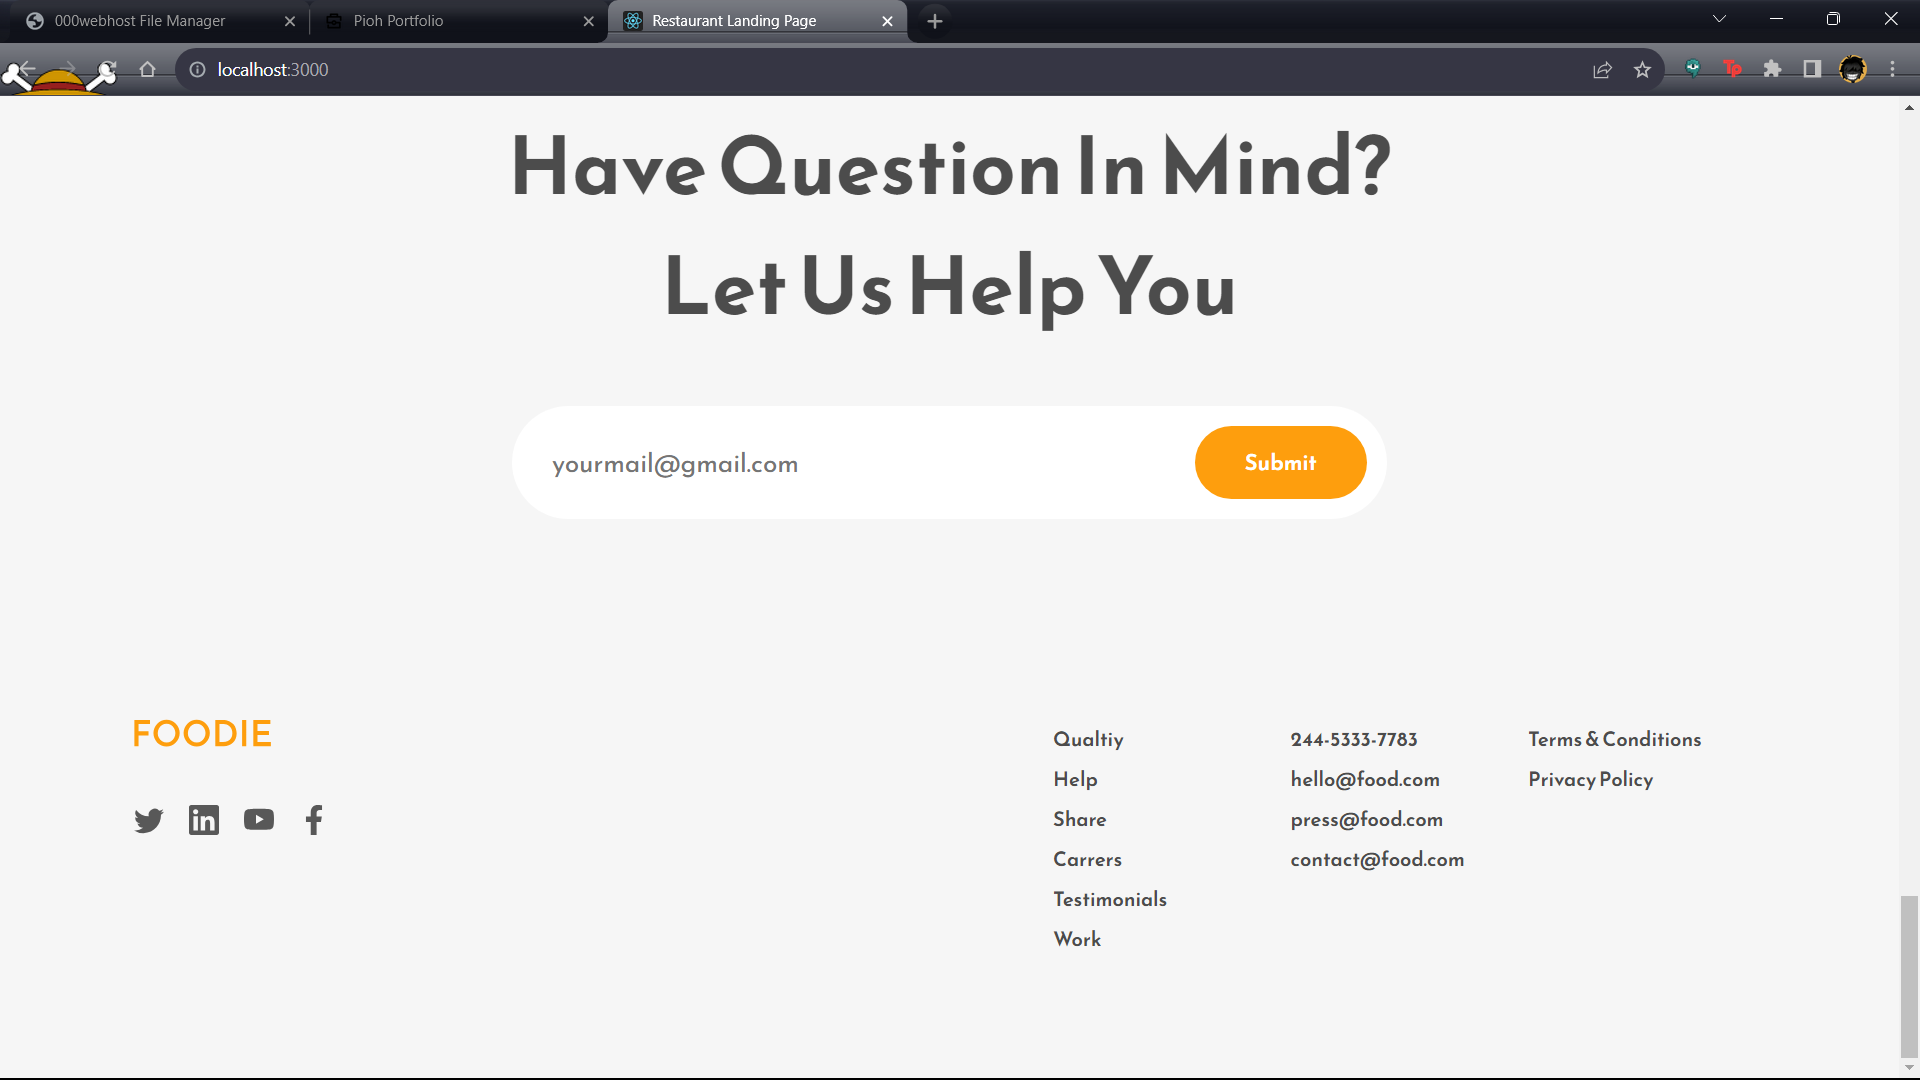 000webhost File Manager
Pioh Portfolio
Restaurant Landing Page
localhost:3000
Tp
Have Question In Mind?
Let Us Help You
yourmail@gmail.com
Submit
FOODIE
in
Qualtiy
Help
Share
Carrers
Testimonials
Work
244-5333-7783
hello@food.com
press@food.com
contact@food.com
Terms & Conditions
Privacy Policy